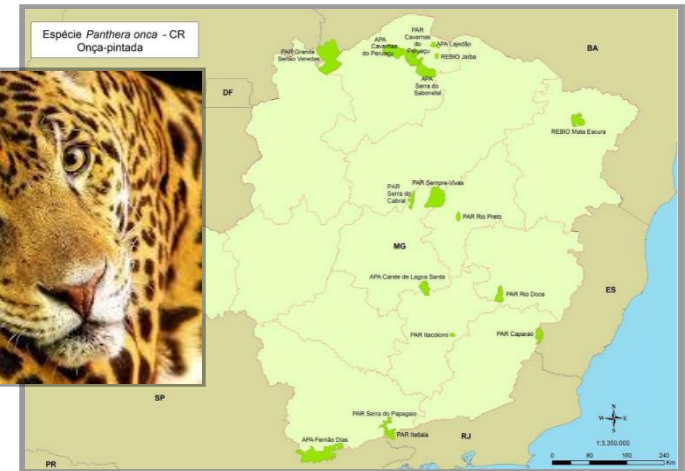 Espécie Panthera onca - CR
Onça-pintada
PAR Grande
Sertão Veredas
APA
Cavernas
do Peruaçu
PAR
Cavernas
do
Peruaçu
APA Lajedão
REBIO Jaíba
APA
Serra do
Sabonetal
BA
DF
REBIO Mata Escura
PAR
Serra do
Cabral
PAR Sempre-Vivas
PAR Rio Preto
MG
APA Carste de Lagoa Santa
ES
PAR Rio Doce
PAR Itacolomi
PAR Caparaó
SP
PAR Serra do Papagaio
APA Fernão Dias
PAR Itatiaia
RJ
PR
N
W
E
S
1:3.350.000
0 80 160 240
Km